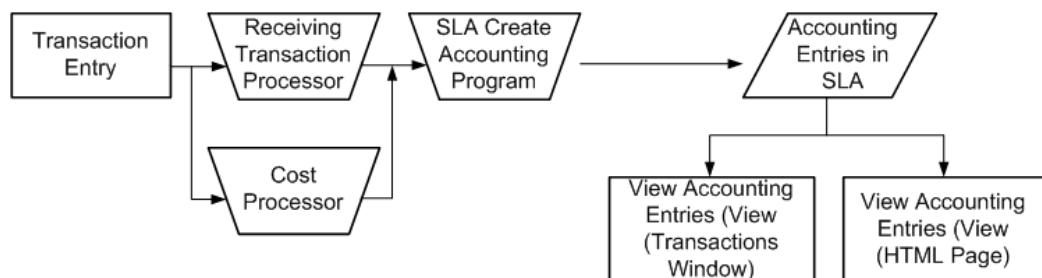 Transaction
Entry
Receiving
Transaction
Processor
SLA Create
Accounting
Program
Accounting
Entries in
SLA
Cost
Processor
View Accounting
Entries (View
(Transactions
Window)
View Accounting
Entries (View
(HTML Page)